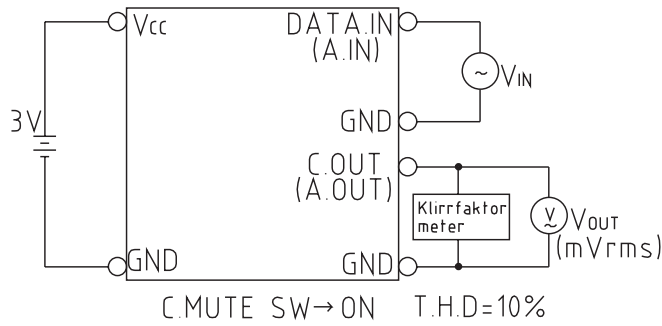 Vcc
DATA.IN
(A.IN)
VIN
3V
GND
C.OUT
(A.OUT)
Klirrfaktor
meter
V
VOUT
(mVrms)
GND
GND
C.MUTE SW→ON T.H.D=10%